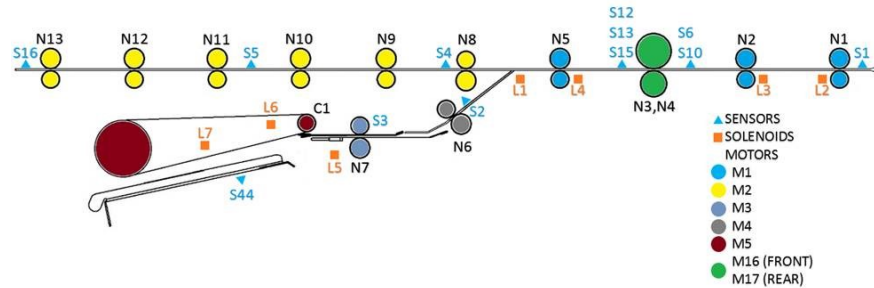 S12
S13
S15
S6
S10
S16
N13
N12
S5
N11
N10
N9
S4
N8
N5
N2
N1
S1
L1
L4
N3,N4
L3
L2
L6
C1
S3
S2
L7
L5
N7
N6
S44
SENSORS
SOLENOIDS
MOTORS
M1
M2
M3
M4
M5
M16 (FRONT)
M17 (REAR)